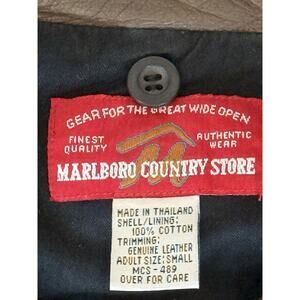 GEAR FOR THE GREAT WIDE OPEN
FINEST QUALITY
AUTHENTIC WEAR
MARLBORO COUNTRY STORE
MADE IN THAILAND
SHELL/LINING:
100% COTTON
TRIMMING:
GENUINE LEATHER
ADULT SIZE: SMALL
MCS - 489
OVER FOR CARE